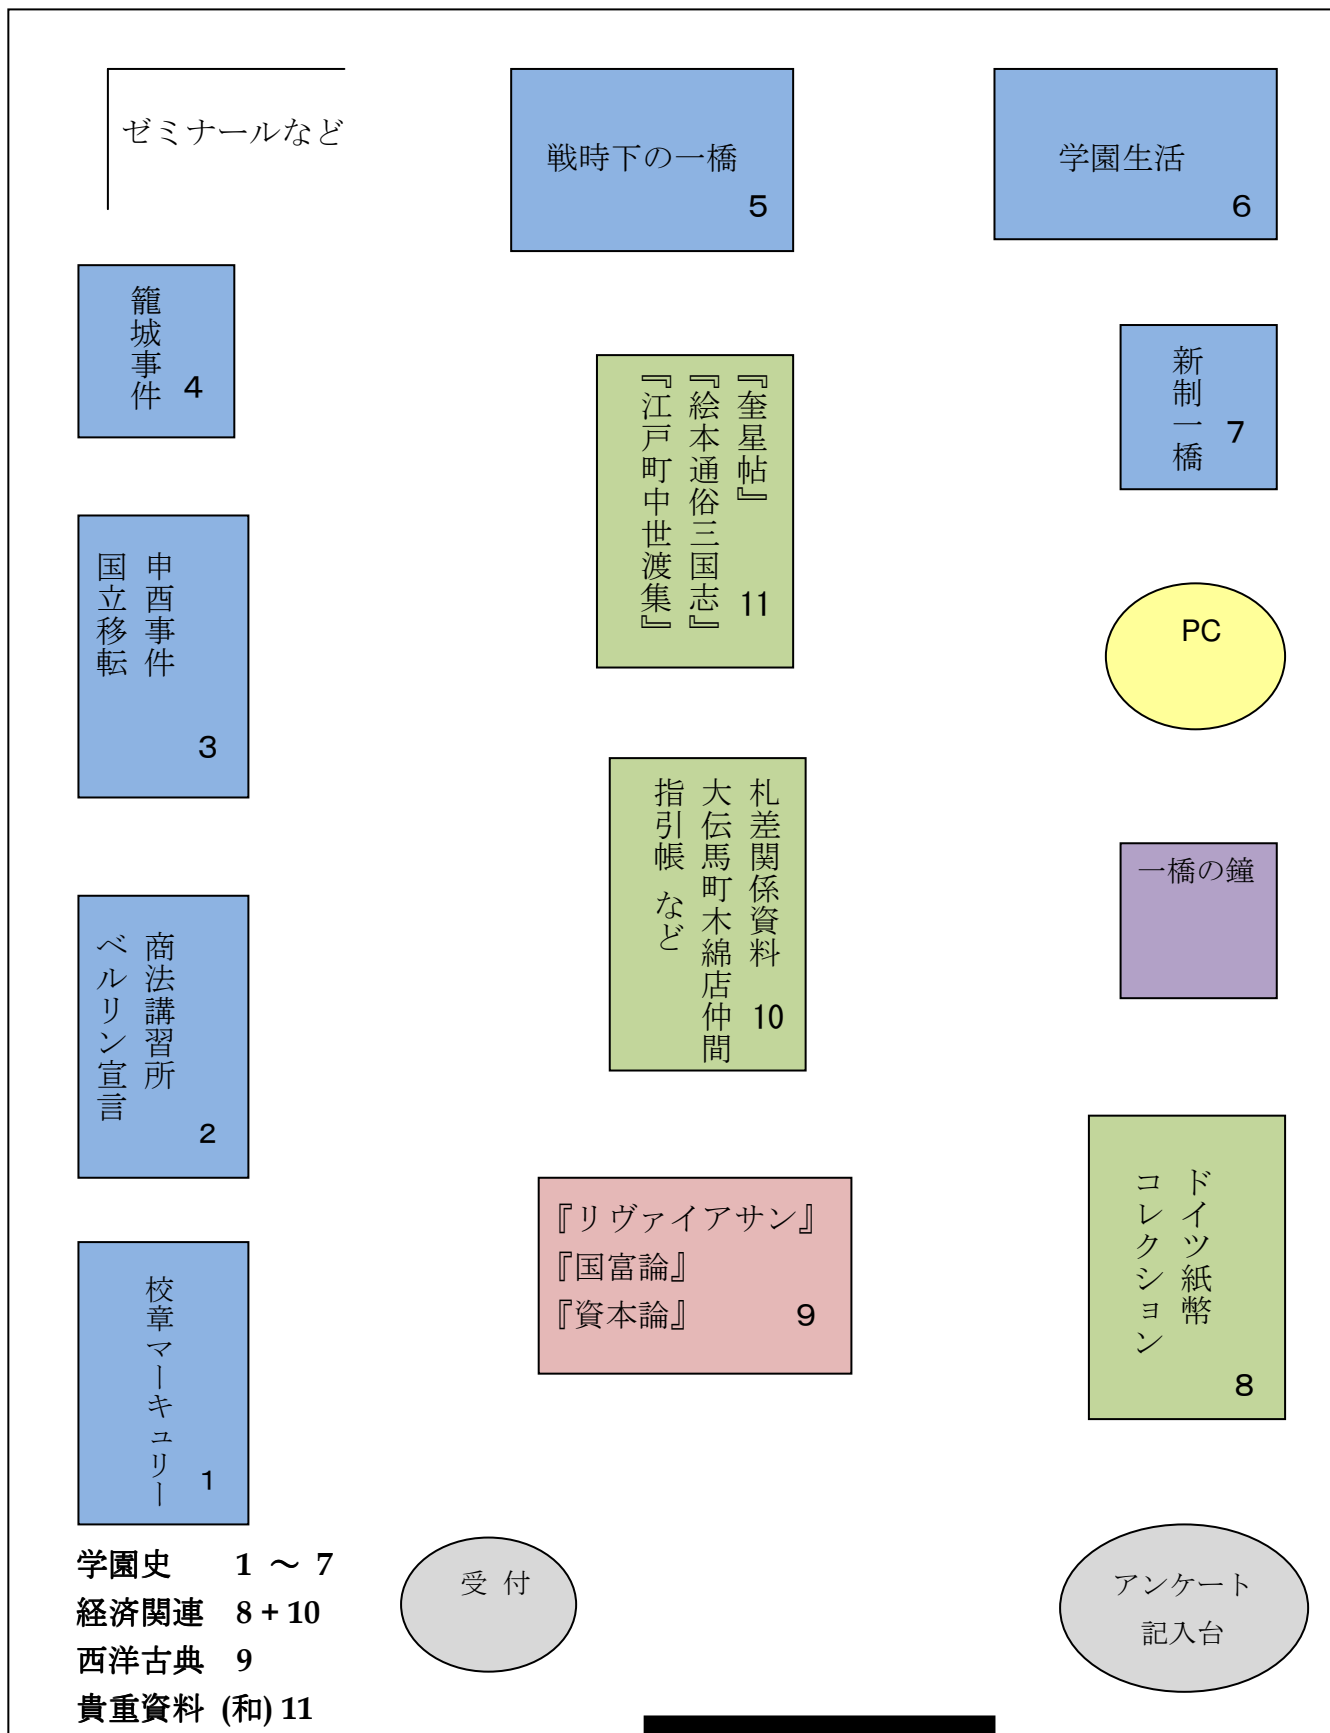 ゼミナールなど
戦時下の一橋
5
学園生活
6
籠城事件
4
『奎星帖』
『絵本通俗三国志』
『江戸町中世渡集』
11
新制一橋
7
申酉事件
国立移転
3
PC
札差関係資料
大伝馬町木綿店仲間
指引帳 など
10
一橋の鐘
商法講習所
ベルリン宣言
2
『リヴァイアサン』
『国富論』
『資本論』
9
ドイツ紙幣
コレクション
8
校章マーキュリー
1
受 付
アンケート
記入台
学園史 1 ～ 7
経済関連 8 + 10
西洋古典 9
貴重資料 (和) 11